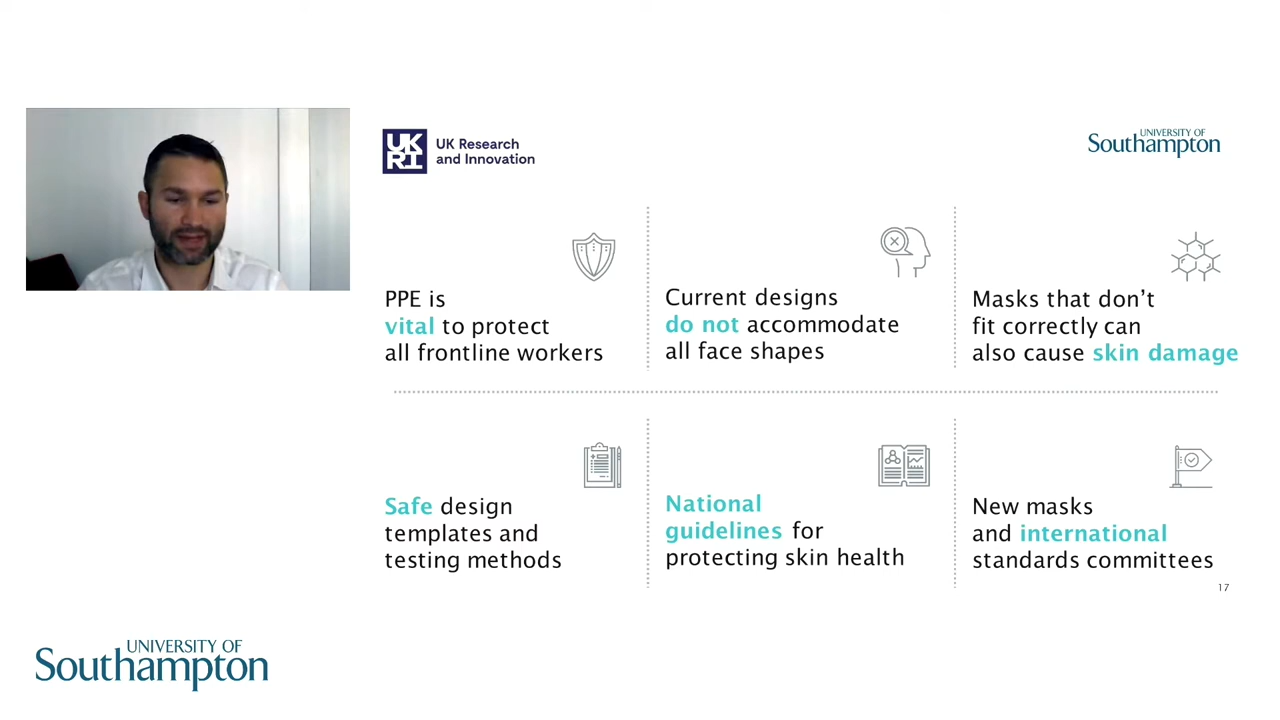 UK
RI
UK Research
and Innovation
UNIVERSITY OF
Southampton
PPE is
vital to protect
all frontline workers
Current designs
do not accommodate
all face shapes
Masks that don’t
fit correctly can
also cause skin damage
Safe design
templates and
testing methods
National
guidelines for
protecting skin health
New masks
and international
standards committees
17
UNIVERSITY OF
Southampton